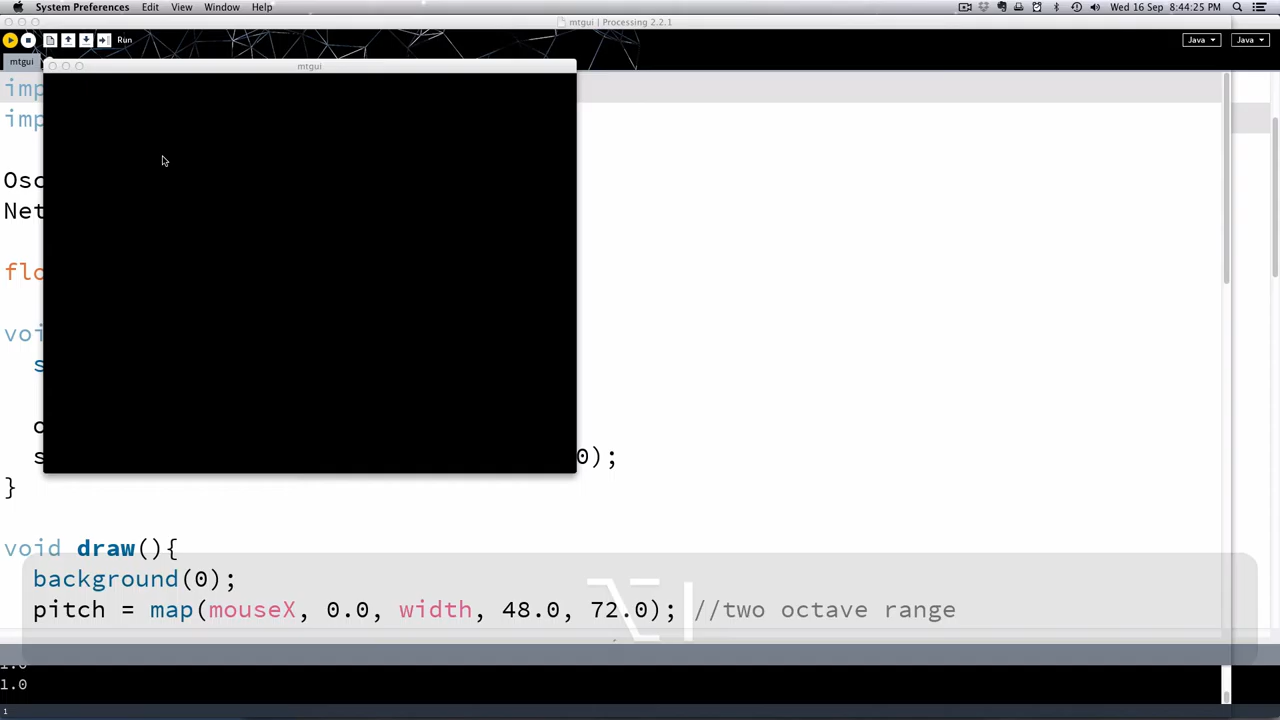 System Preferences Edit View Window Help Wed 16 Sep 8:44:25 PM
mtgui | Processing 2.2.1
Run Java Java
mtgui
mtgui
imp
imp
Osc
Net
flo
voi
s
o
s 0);
}
void draw(){
background(0);
pitch = map(mouseX, 0.0, width, 48.0, 72.0); //two octave range
⌥ |
1.0
1.0
1